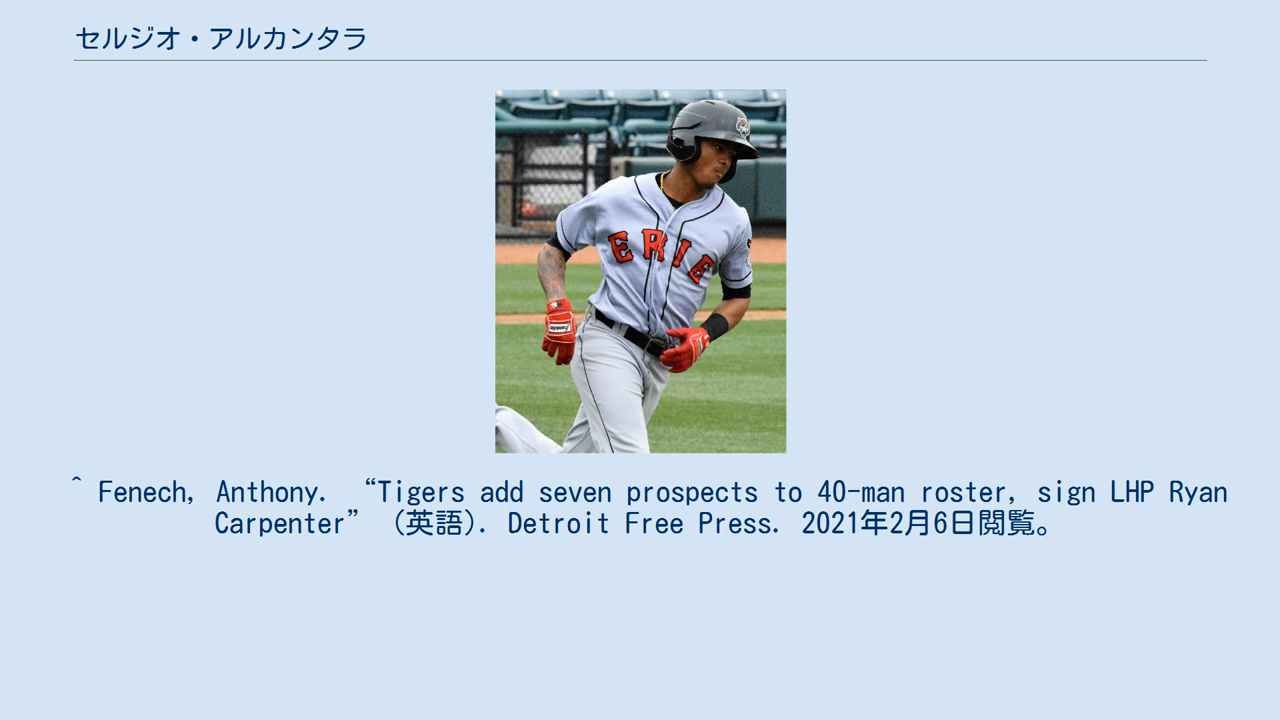 セルジオ・アルカンタラ
ERIE
Franklin
^ Fenech, Anthony. “Tigers add seven prospects to 40-man roster, sign LHP Ryan
Carpenter” (英語). Detroit Free Press. 2021年2月6日閲覧。